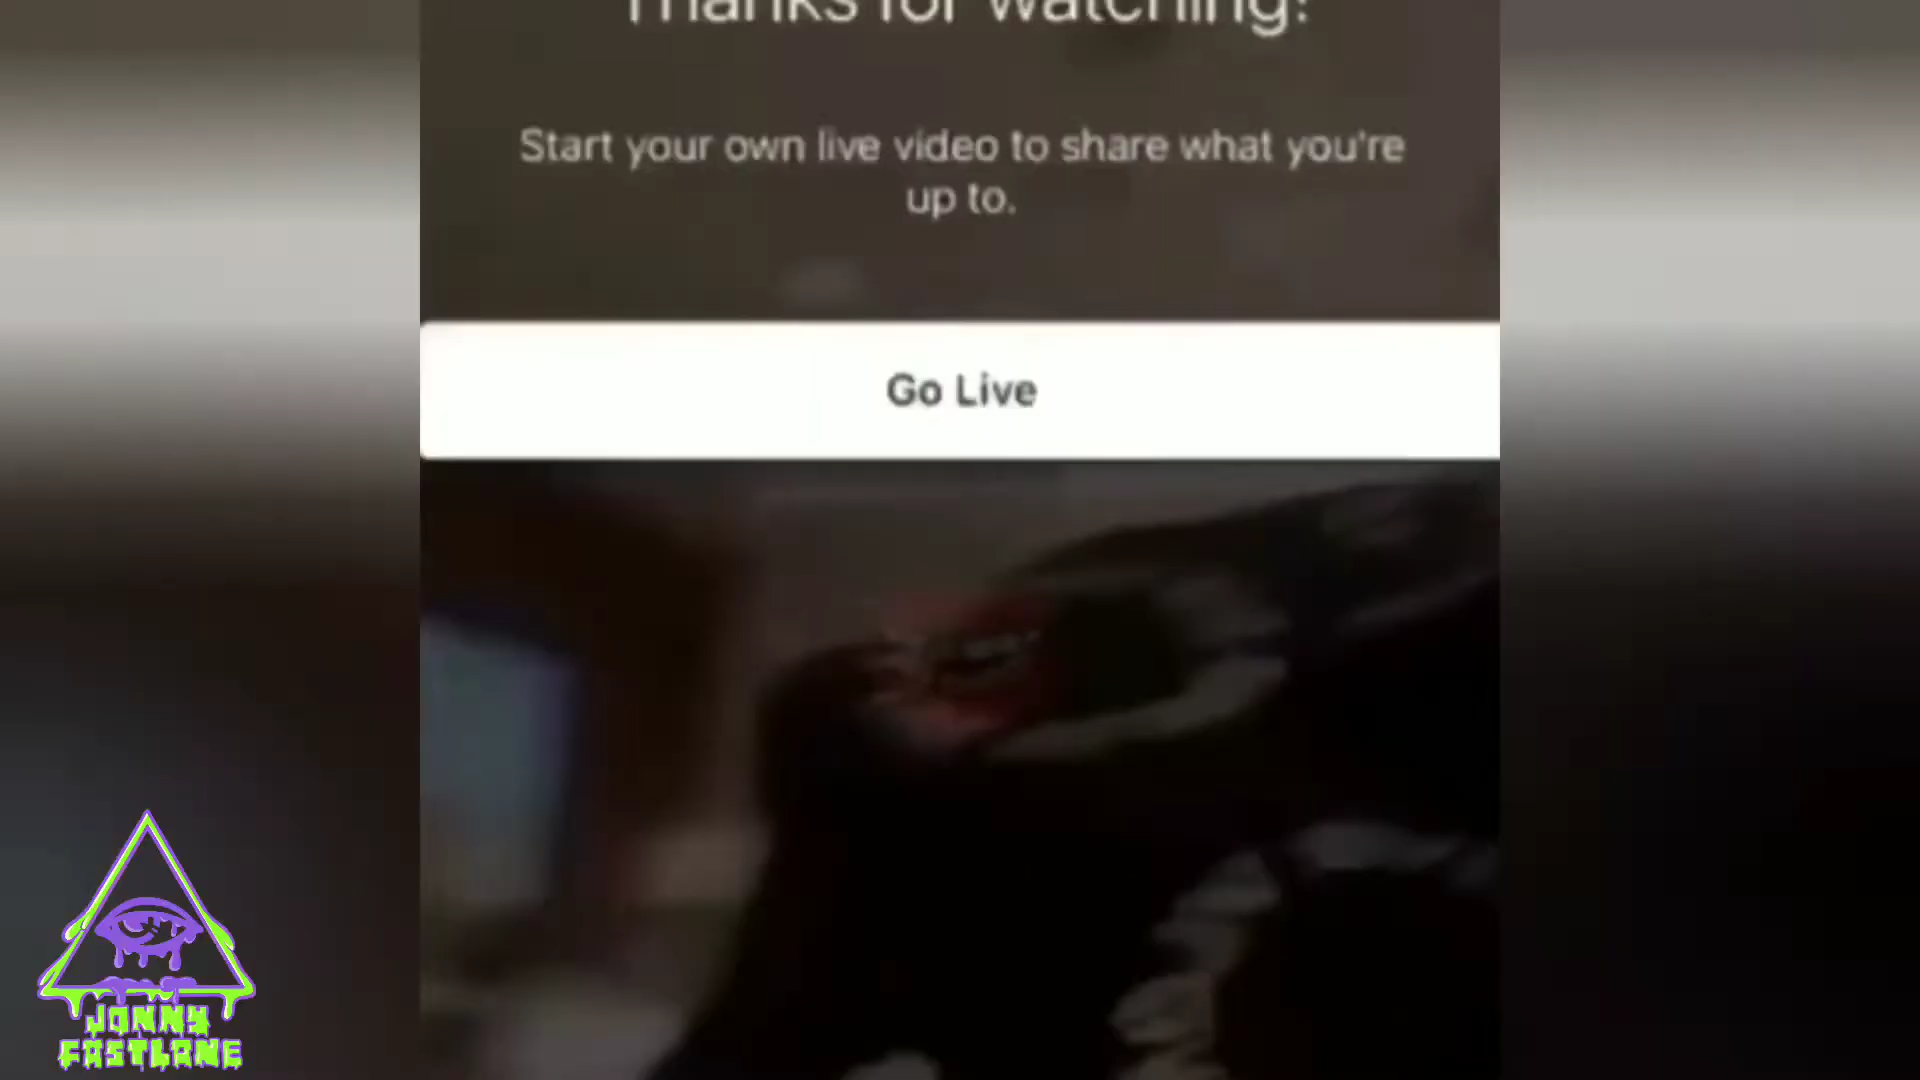 Thanks for watching!
Start your own live video to share what you're
up to.
Go Live
JONNY
FASTLANE